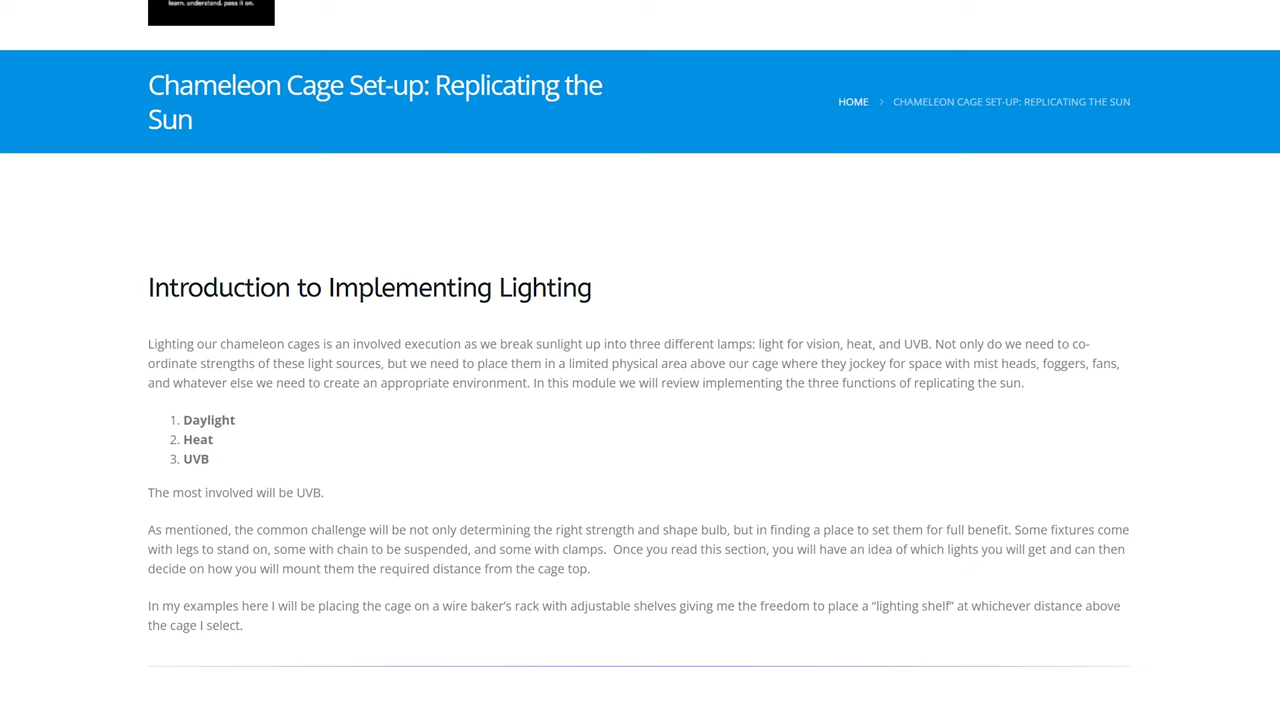 learn. understand. pass it on.
Chameleon Cage Set-up: Replicating the
Sun
HOME > CHAMELEON CAGE SET-UP: REPLICATING THE SUN
Introduction to Implementing Lighting
Lighting our chameleon cages is an involved execution as we break sunlight up into three different lamps: light for vision, heat, and UVB. Not only do we need to co-
ordinate strengths of these light sources, but we need to place them in a limited physical area above our cage where they jockey for space with mist heads, foggers, fans,
and whatever else we need to create an appropriate environment. In this module we will review implementing the three functions of replicating the sun.
1. Daylight
2. Heat
3. UVB
The most involved will be UVB.
As mentioned, the common challenge will be not only determining the right strength and shape bulb, but in finding a place to set them for full benefit. Some fixtures come
with legs to stand on, some with chain to be suspended, and some with clamps.  Once you read this section, you will have an idea of which lights you will get and can then
decide on how you will mount them the required distance from the cage top.
In my examples here I will be placing the cage on a wire baker’s rack with adjustable shelves giving me the freedom to place a “lighting shelf” at whichever distance above
the cage I select.